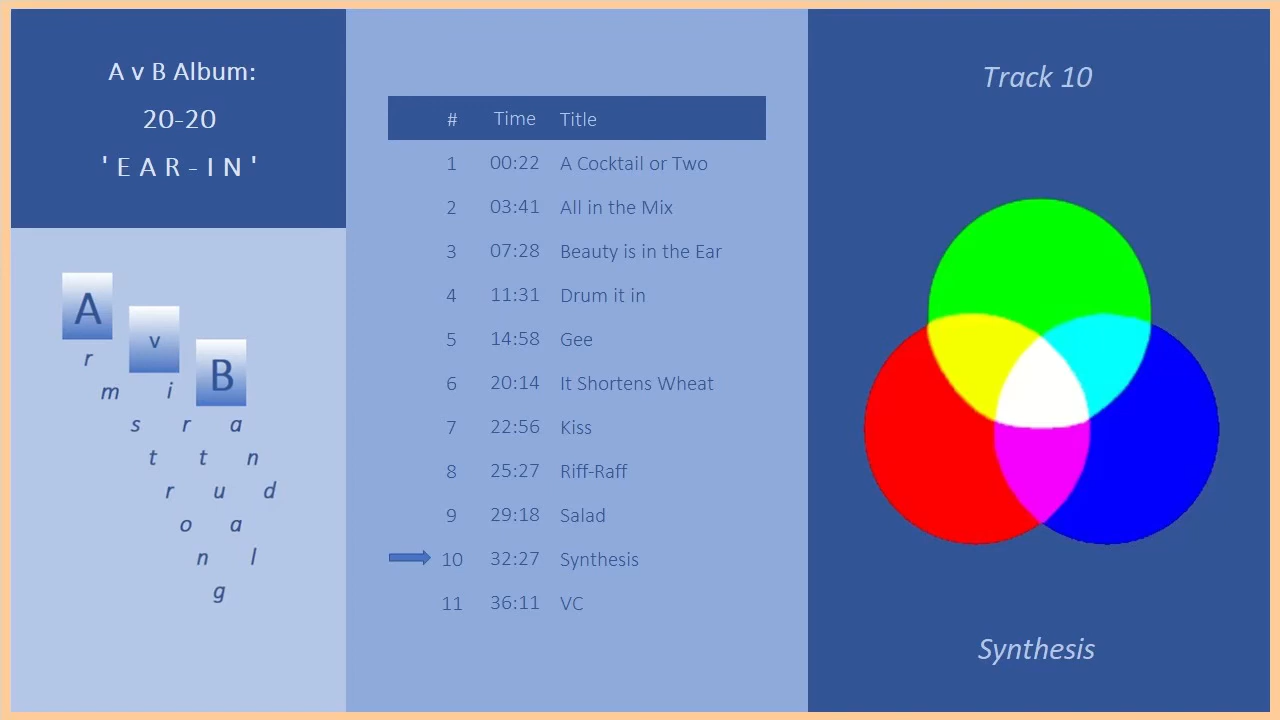 A v B Album:
20-20
'EAR-IN'
A
v
B
r
m i
s r a
t t n
r u d
o a
n l
g
# Time Title
1 00:22 A Cocktail or Two
2 03:41 All in the Mix
3 07:28 Beauty is in the Ear
4 11:31 Drum it in
5 14:58 Gee
6 20:14 It Shortens Wheat
7 22:56 Kiss
8 25:27 Riff-Raff
9 29:18 Salad
10 32:27 Synthesis
11 36:11 VC
Track 10
Synthesis